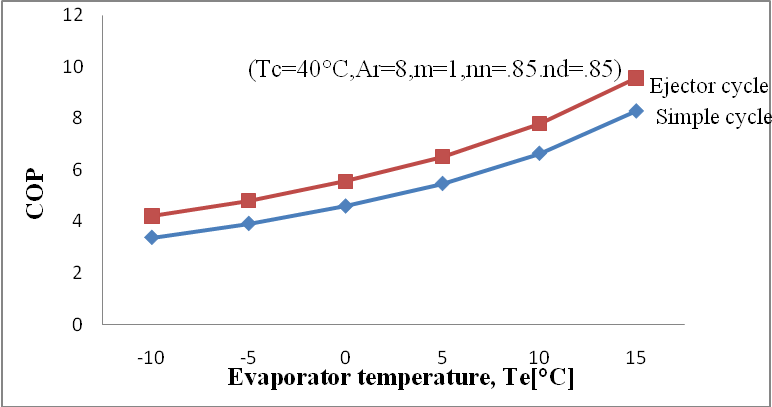 12
(Tc=40°C,Ar=8,m=1,nn=.85.nd=.85)
10
Ejector cycle
8
Simple cycle
6
COP
4
2
0
-10 -5 0 5 10 15
Evaporator temperature, Te[°C]